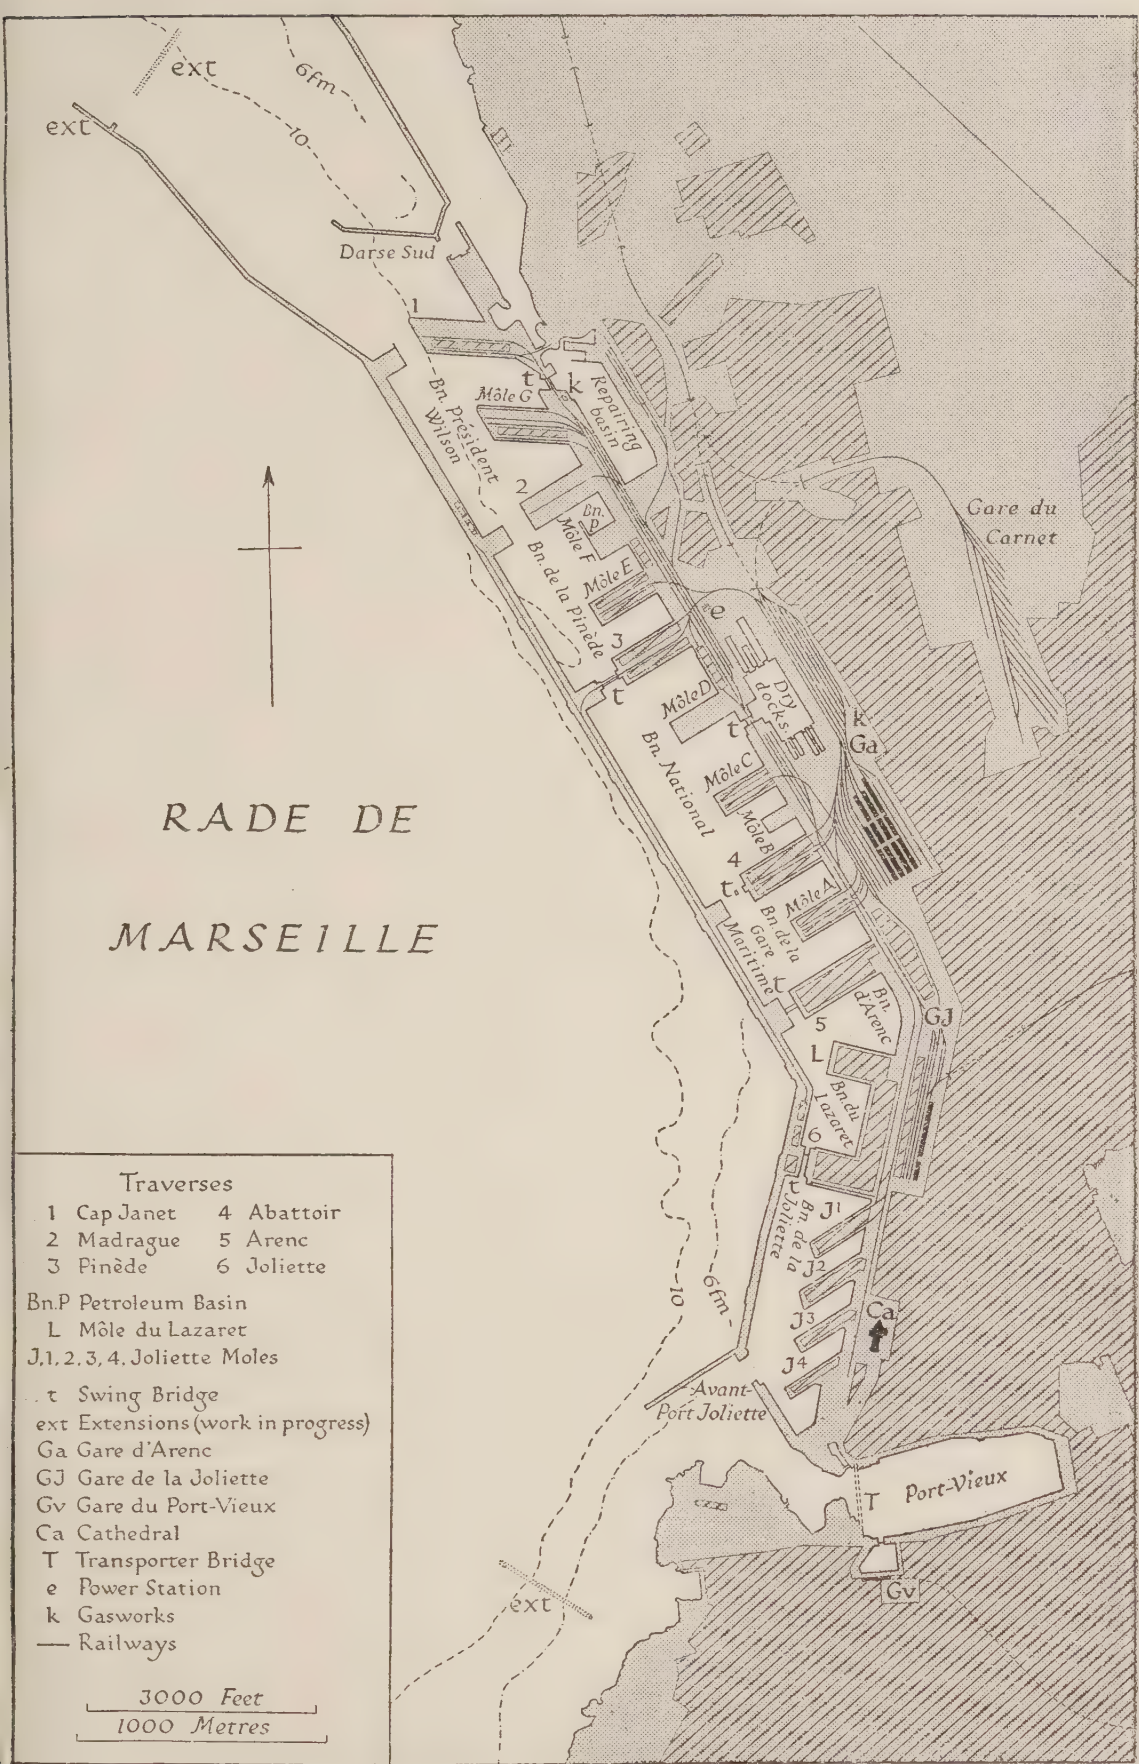 ext
6fm
ext
10
Darse Sud
1
t
k
Môle G
Repairing
basin
Bn. Président
Wilson
2
Bn.
P
Môle F
Gare du
Carnet
Bn. de la Pinède
Môle E
e
3
t
Môle D
Dry
docks
t
k
Ga
Bn. National
Môle C
Môle B
RADE DE
MARSEILLE
4
t
Môle A
Bn. de la
Gare
Maritime
t
5
Bn.
d'Arenc
GJ
L
Bn. du
Lazaret
6
t
Bn. de la
Joliette
J1
J2
J3
J4
Ca
10
6fm
Avant-
Port Joliette
T
Port-Vieux
Gv
ext
Traverses
1 Cap Janet 4 Abattoir
2 Madrague 5 Arenc
3 Pinède 6 Joliette
Bn.P Petroleum Basin
L Môle du Lazaret
J.1.2.3.4. Joliette Moles
t Swing Bridge
ext Extensions (work in progress)
Ga Gare d'Arenc
GJ Gare de la Joliette
Gv Gare du Port-Vieux
Ca Cathedral
T Transporter Bridge
e Power Station
k Gasworks
— Railways
3000 Feet
1000 Metres